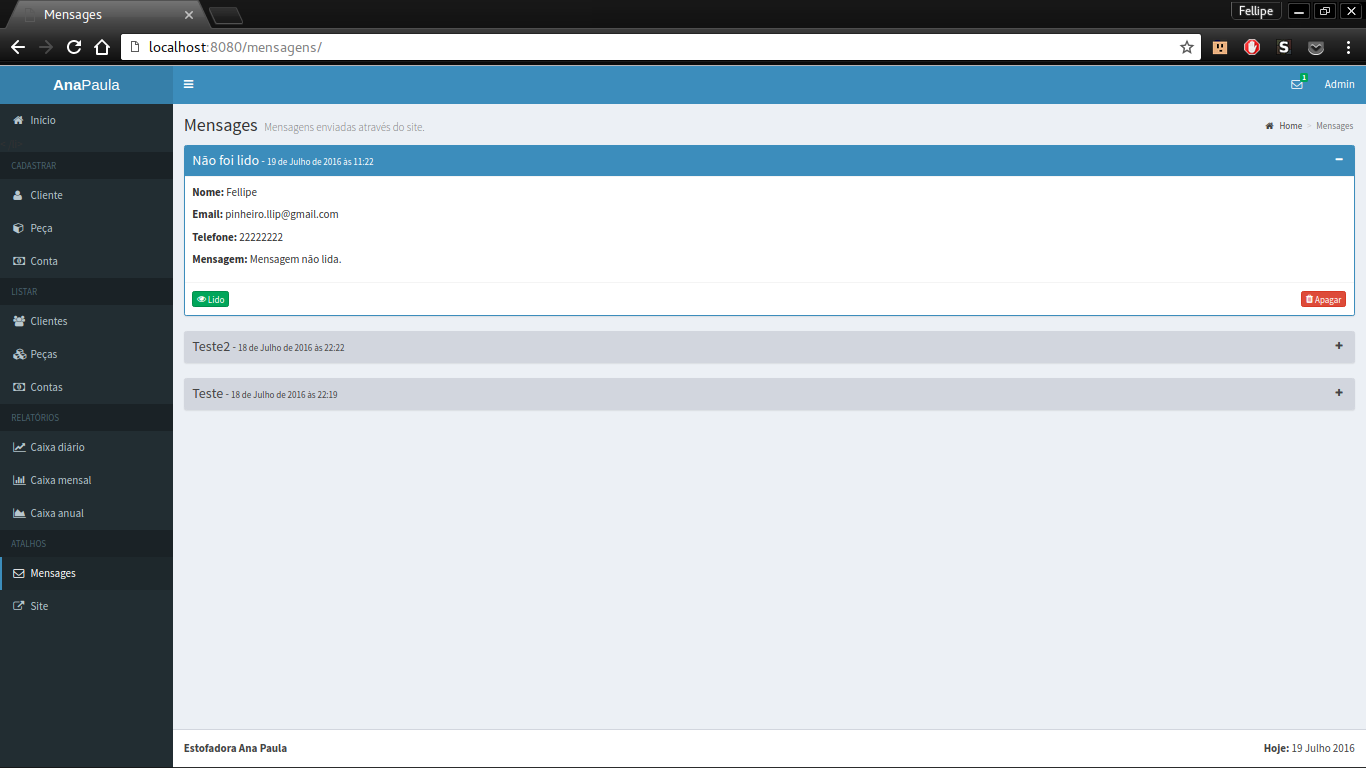 Mensages
Fellipe
localhost:8080/mensagens/
AnaPaula
1
Admin
Início
CADASTRAR
Cliente
Peça
Conta
LISTAR
Clientes
Peças
Contas
RELATÓRIOS
Caixa diário
Caixa mensal
Caixa anual
ATALHOS
Mensages
Site
Mensages Mensagens enviadas através do site.
Home > Mensages
Não foi lido - 19 de Julho de 2016 às 11:22
Nome: Fellipe
Email: pinheiro.llip@gmail.com
Telefone: 22222222
Mensagem: Mensagem não lida.
Lido
Apagar
Teste2 - 18 de Julho de 2016 às 22:22
Teste - 18 de Julho de 2016 às 22:19
Estofadora Ana Paula
Hoje: 19 Julho 2016